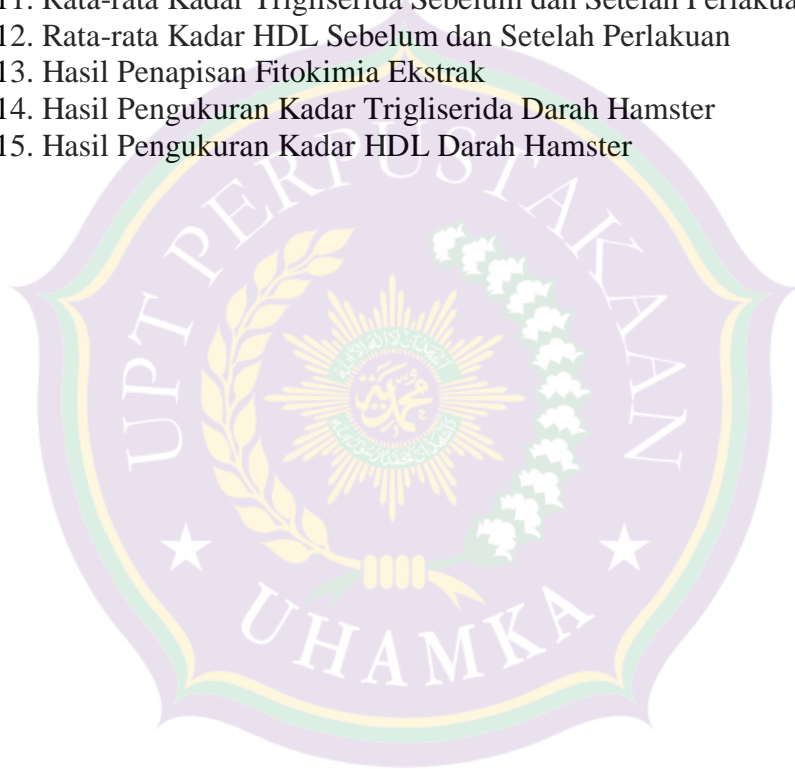 11. Rata-rata Kadar Trigliserida Sebelum dan Setelah
12. Rata-rata Kadar HDL Sebelum dan Setelah Perlakuan
13. Hasil Penapisan Fitokimia Ekstrak
14. Hasil Pengukuran Kadar Trigliserida Darah Hamster
15. Hasil Pengukuran Kadar HDL Darah Hamster
UPT PERPUSTAKAAN
محمدية
UHAMKA